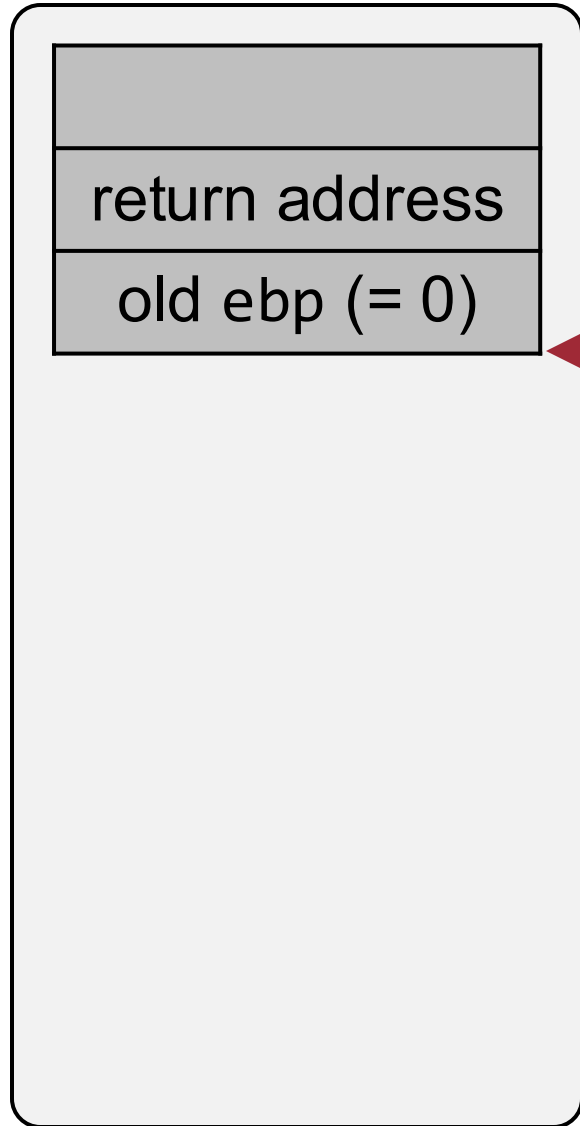 return address
old ebp (= 0)